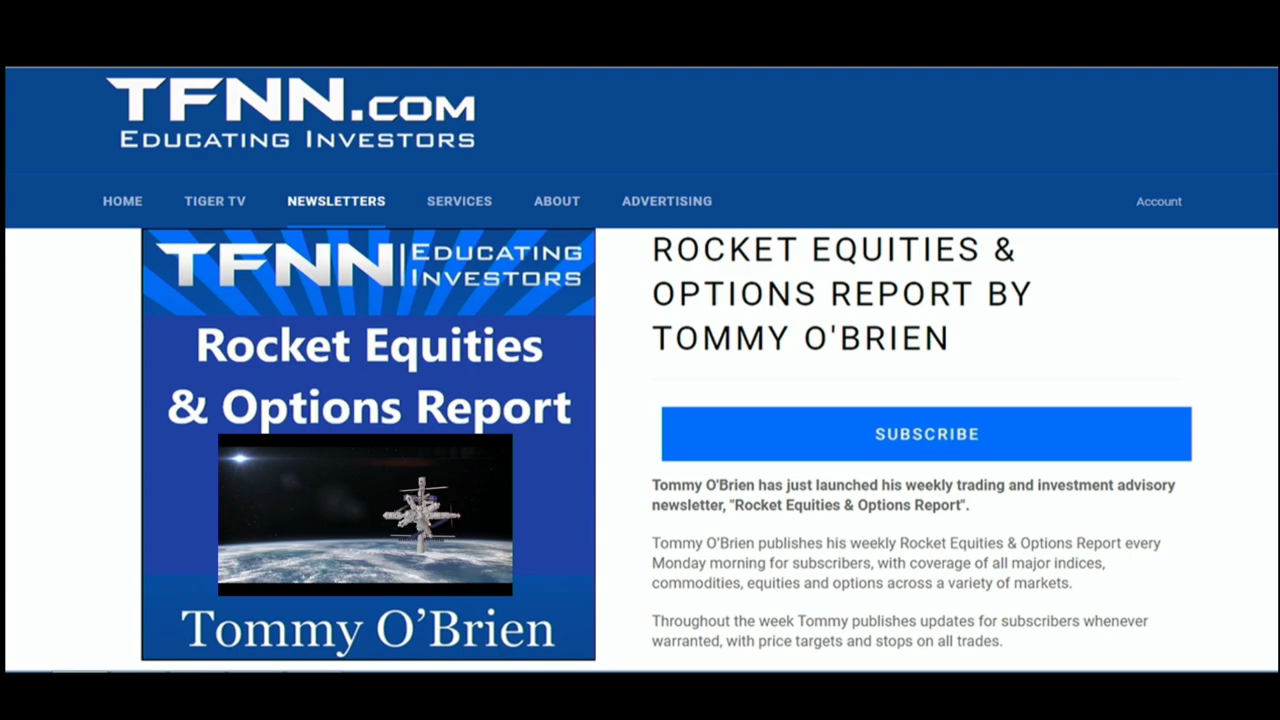 TFNN.COM
EDUCATING INVESTORS
HOME TIGER TV NEWSLETTERS SERVICES ABOUT ADVERTISING Account
TFNN | EDUCATING INVESTORS
Rocket Equities
& Options Report
Tommy O’Brien
ROCKET EQUITIES &
OPTIONS REPORT BY
TOMMY O'BRIEN
SUBSCRIBE
Tommy O'Brien has just launched his weekly trading and investment advisory
newsletter, "Rocket Equities & Options Report".
Tommy O'Brien publishes his weekly Rocket Equities & Options Report every
Monday morning for subscribers, with coverage of all major indices,
commodities, equities and options across a variety of markets.
Throughout the week Tommy publishes updates for subscribers whenever
warranted, with price targets and stops on all trades.